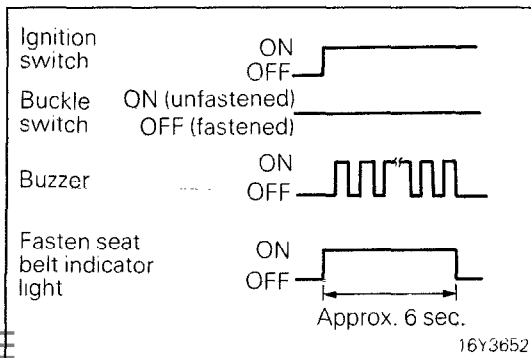 Ignition
switch
ON
OFF
Buckle
switch
ON (unfastened)
OFF (fastened)
Buzzer
ON
OFF
Fasten seat
belt indicator
light
ON
OFF
Approx. 6 sec.
16Y3652